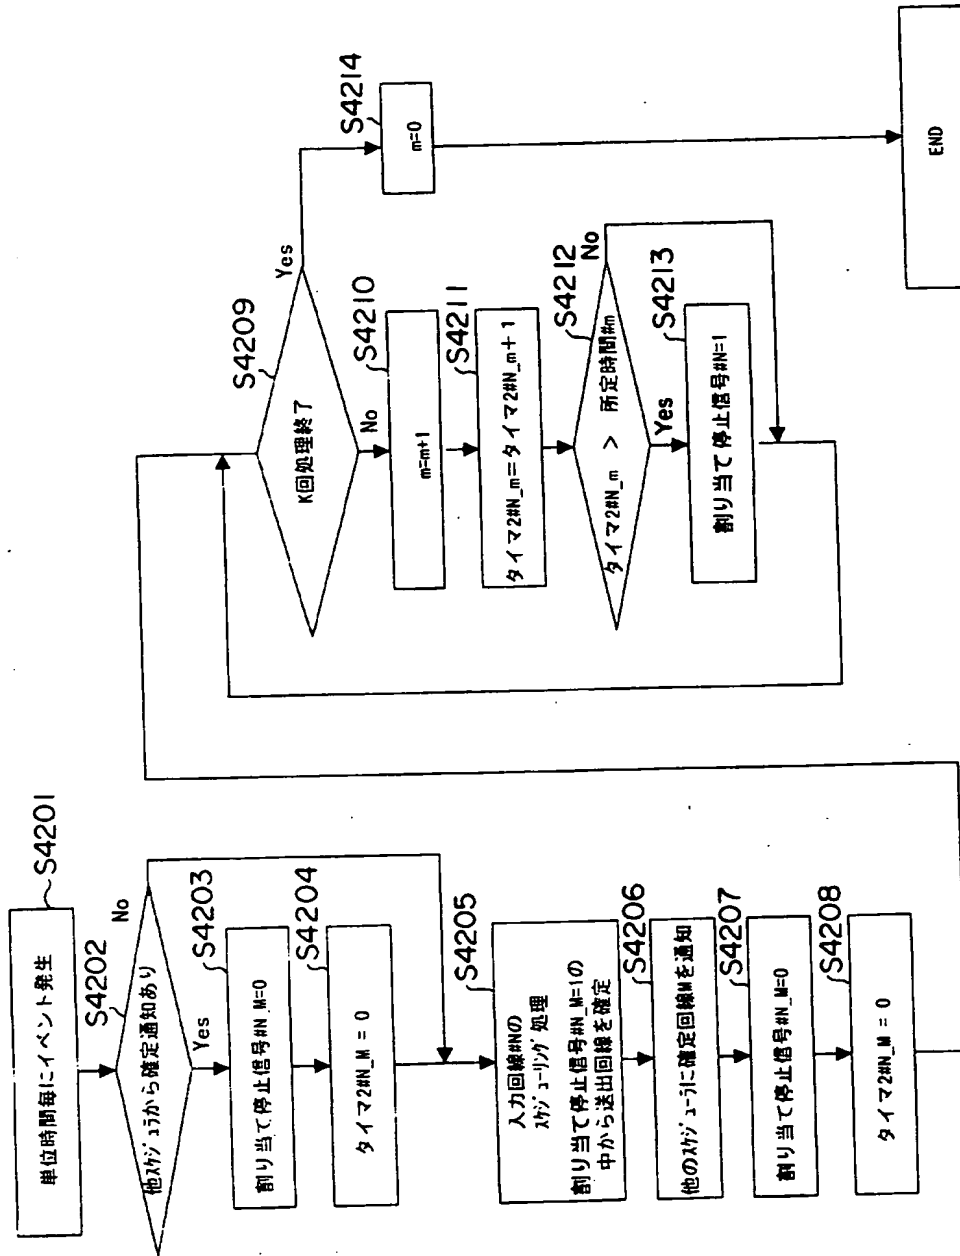 単位時間毎にイベント発生
S4201
S4202
他スケジュラから確定通知あり
No
Yes
S4203
割り当て停止信号#N_M=0
S4204
タイマ2#N_M = 0
S4205
入力回線#Nの
スケジューリング処理
割り当て停止信号#N_M=1の
中から送出回線を確定
S4206
他のスケジューラに確定回線Mを通知
S4207
割り当て停止信号#N_M=0
S4208
タイマ2#N_M = 0
S4209
K回処理終了
Yes
No
S4210
m=m+1
S4211
タイマ2#N_m=タイマ2#N_m+1
S4212
タイマ2#N_m > 所定時間#m
No
Yes
S4213
割り当て停止信号#N=1
S4214
m=0
END